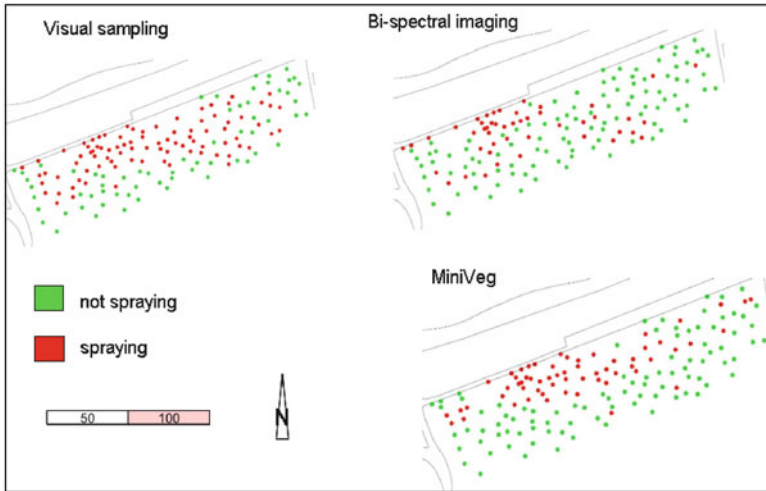 Visual sampling
Bi-spectral imaging
MiniVeg
not spraying
spraying
50 100
N